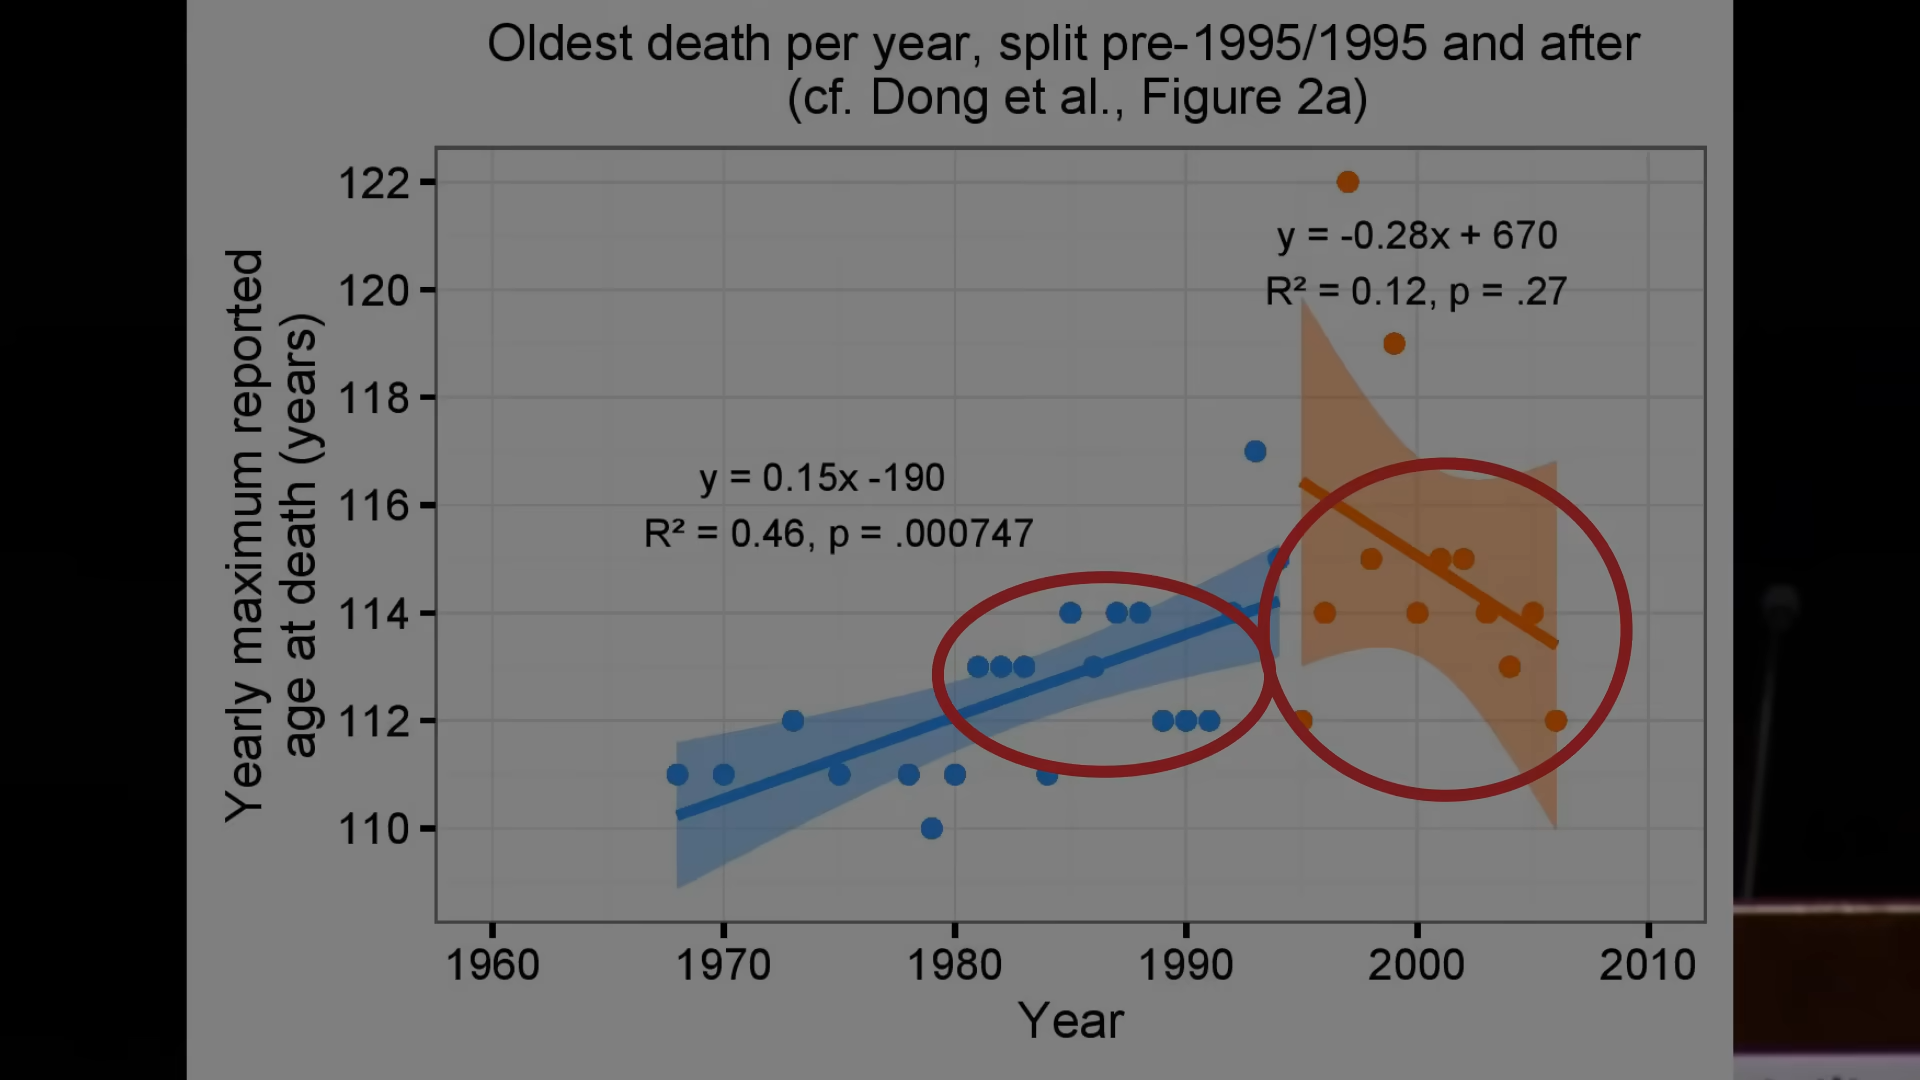 Oldest death per year, split pre-1995/1995 and after
(cf. Dong et al., Figure 2a)
Yearly maximum reported
age at death (years)
122
120
118
116
114
112
110
y = -0.28x + 670
R² = 0.12, p = .27
y = 0.15x -190
R² = 0.46, p = .000747
1960
1970
1980
1990
2000
2010
Year